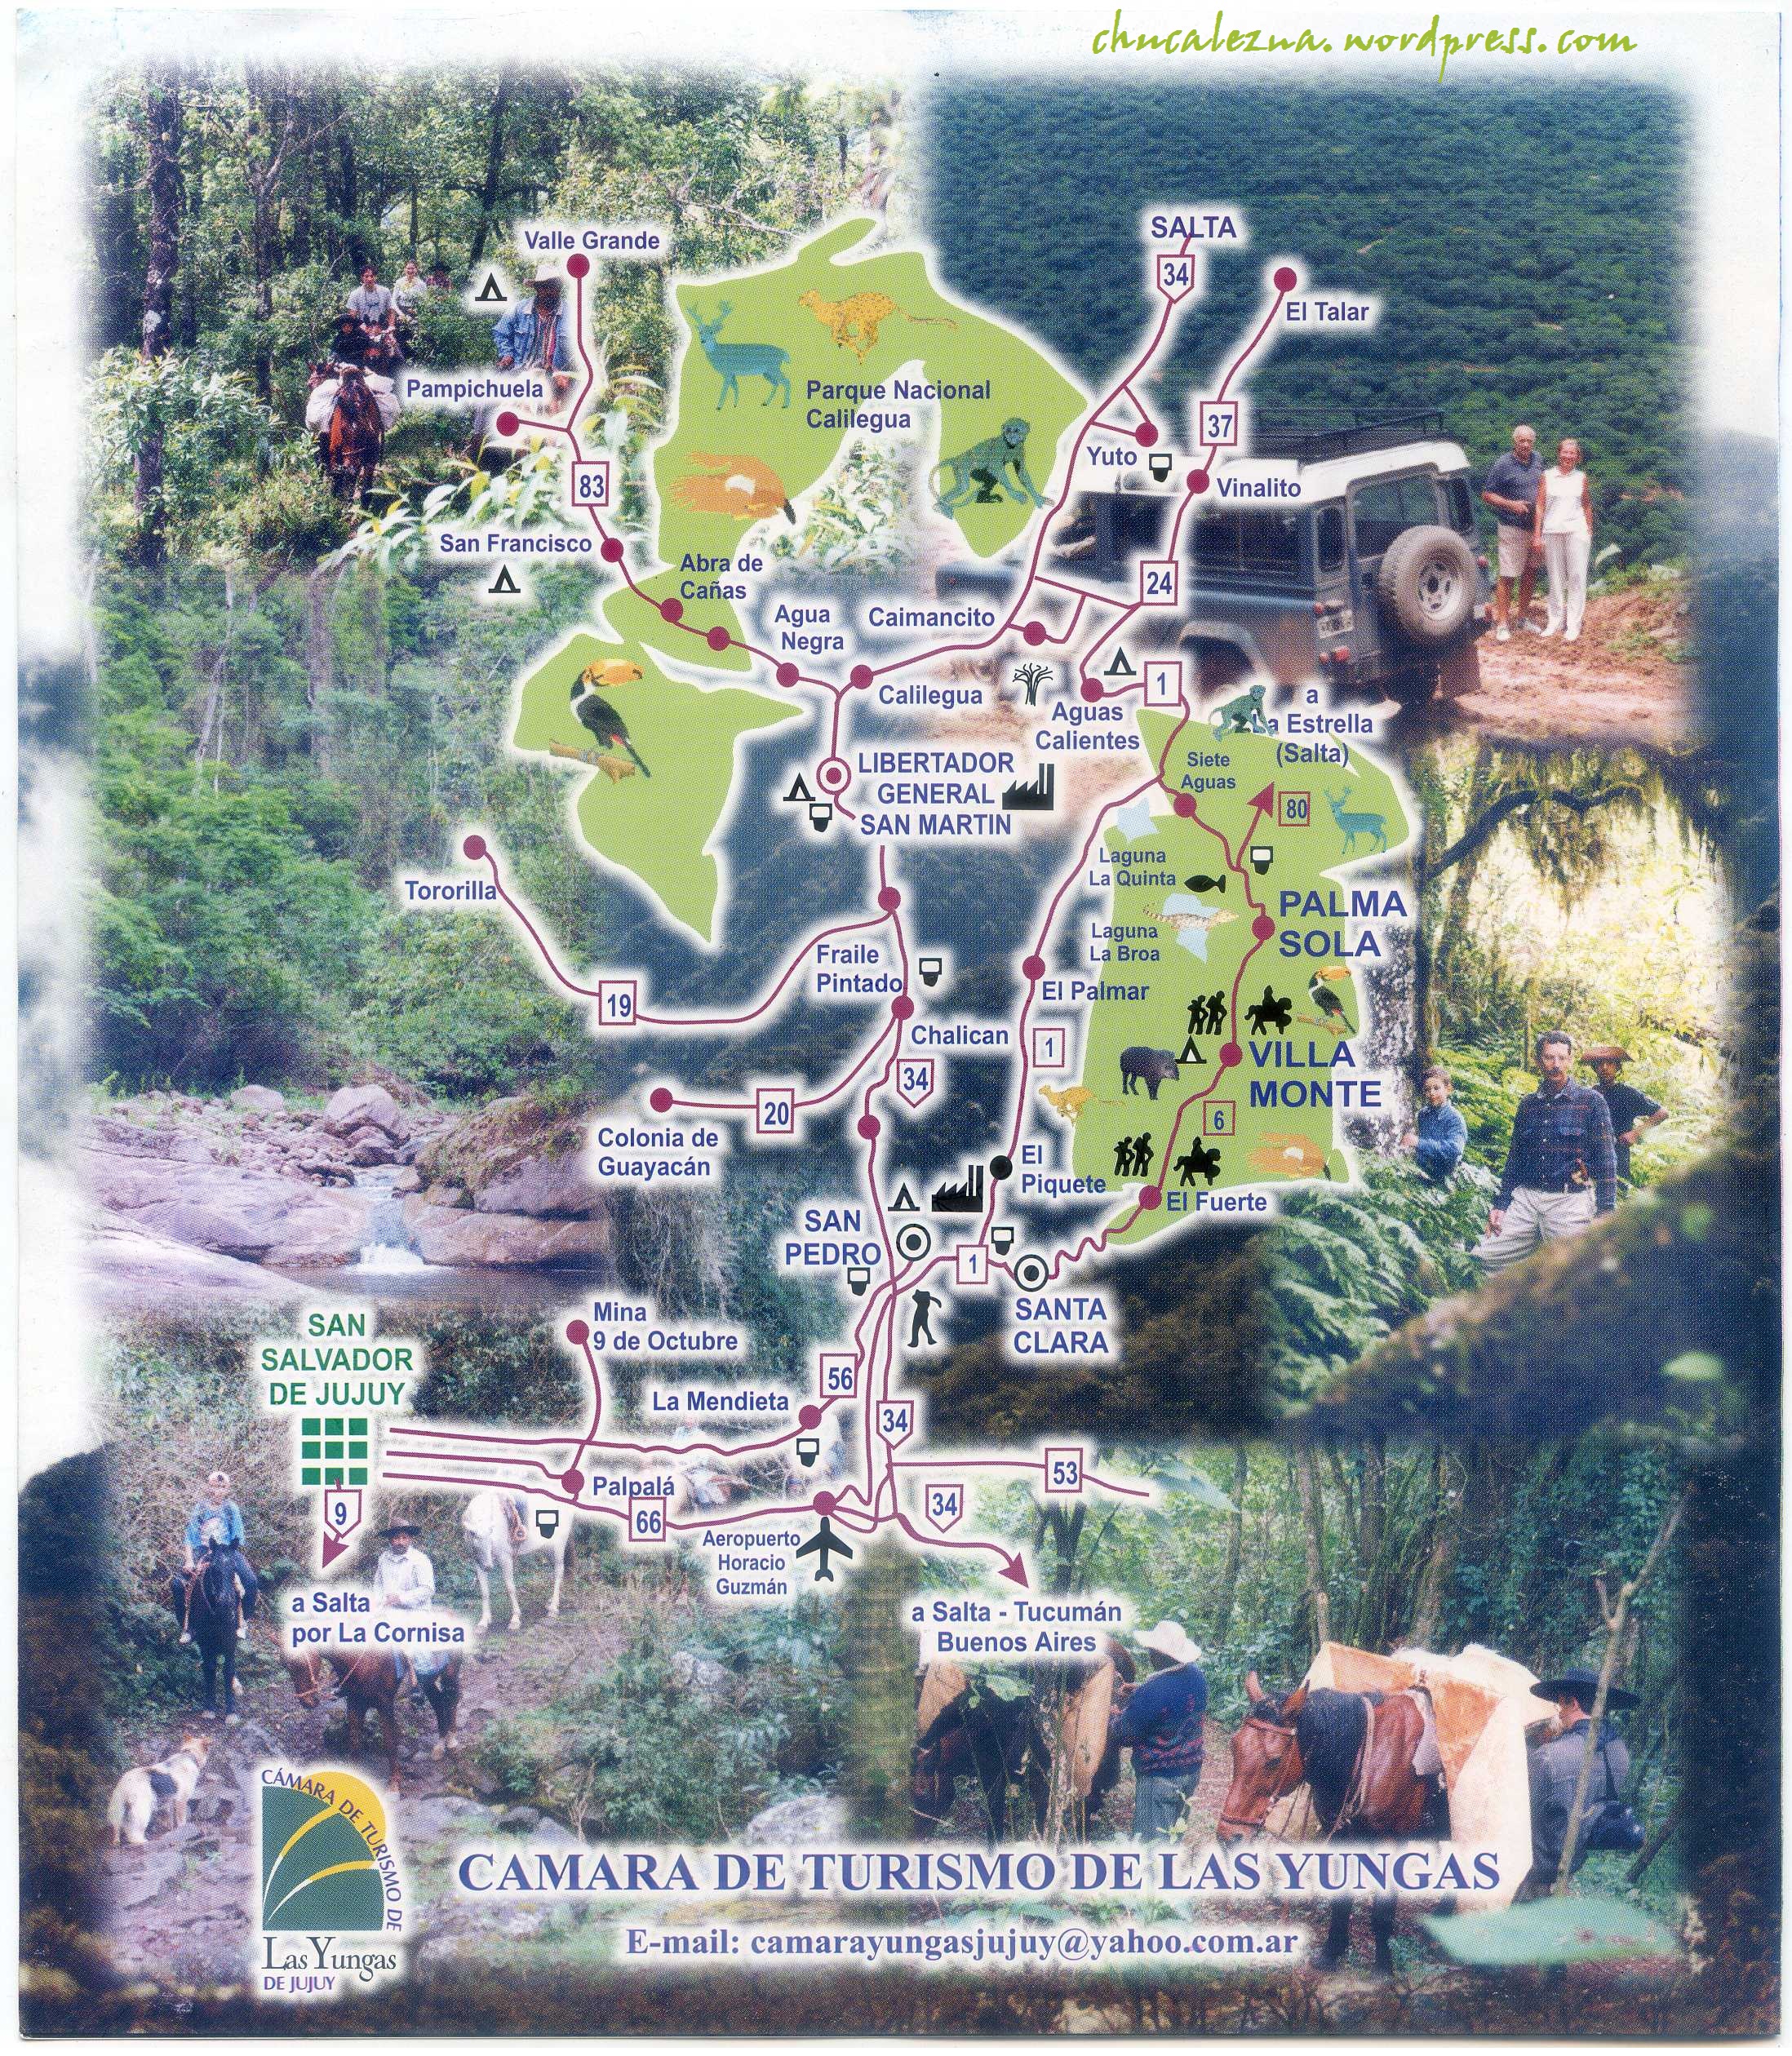 chucalezna.wordpress.com
SALTA
34
Valle Grande
El Talar
Pampichuela
Parque Nacional
Calilegua
37
Yuto
Vinalito
83
San Francisco
Abra de
Cañas
24
Agua
Negra
Caimancito
Calilegua
1
Aguas
Calientes
a
La Estrella
(Salta)
Siete
Aguas
LIBERTADOR
GENERAL
SAN MARTIN
80
Laguna
La Quinta
Tororilla
PALMA
SOLA
Laguna
La Broa
Fraile
Pintado
19
El Palmar
Chalican
1
VILLA
MONTE
34
20
6
Colonia de
Guayacán
El
Piquete
El Fuerte
SAN
PEDRO
1
SANTA
CLARA
Mina
9 de Octubre
SAN
SALVADOR
DE JUJUY
56
La Mendieta
34
53
Palpalá
9
66
34
Aeropuerto
Horacio
Guzmán
a Salta
por La Cornisa
a Salta - Tucumán
Buenos Aires
CÁMARA DE TURISMO DE
Las Yungas
DE JUJUY
CAMARA DE TURISMO DE LAS YUNGAS
E-mail: camarayungasjujuy@yahoo.com.ar